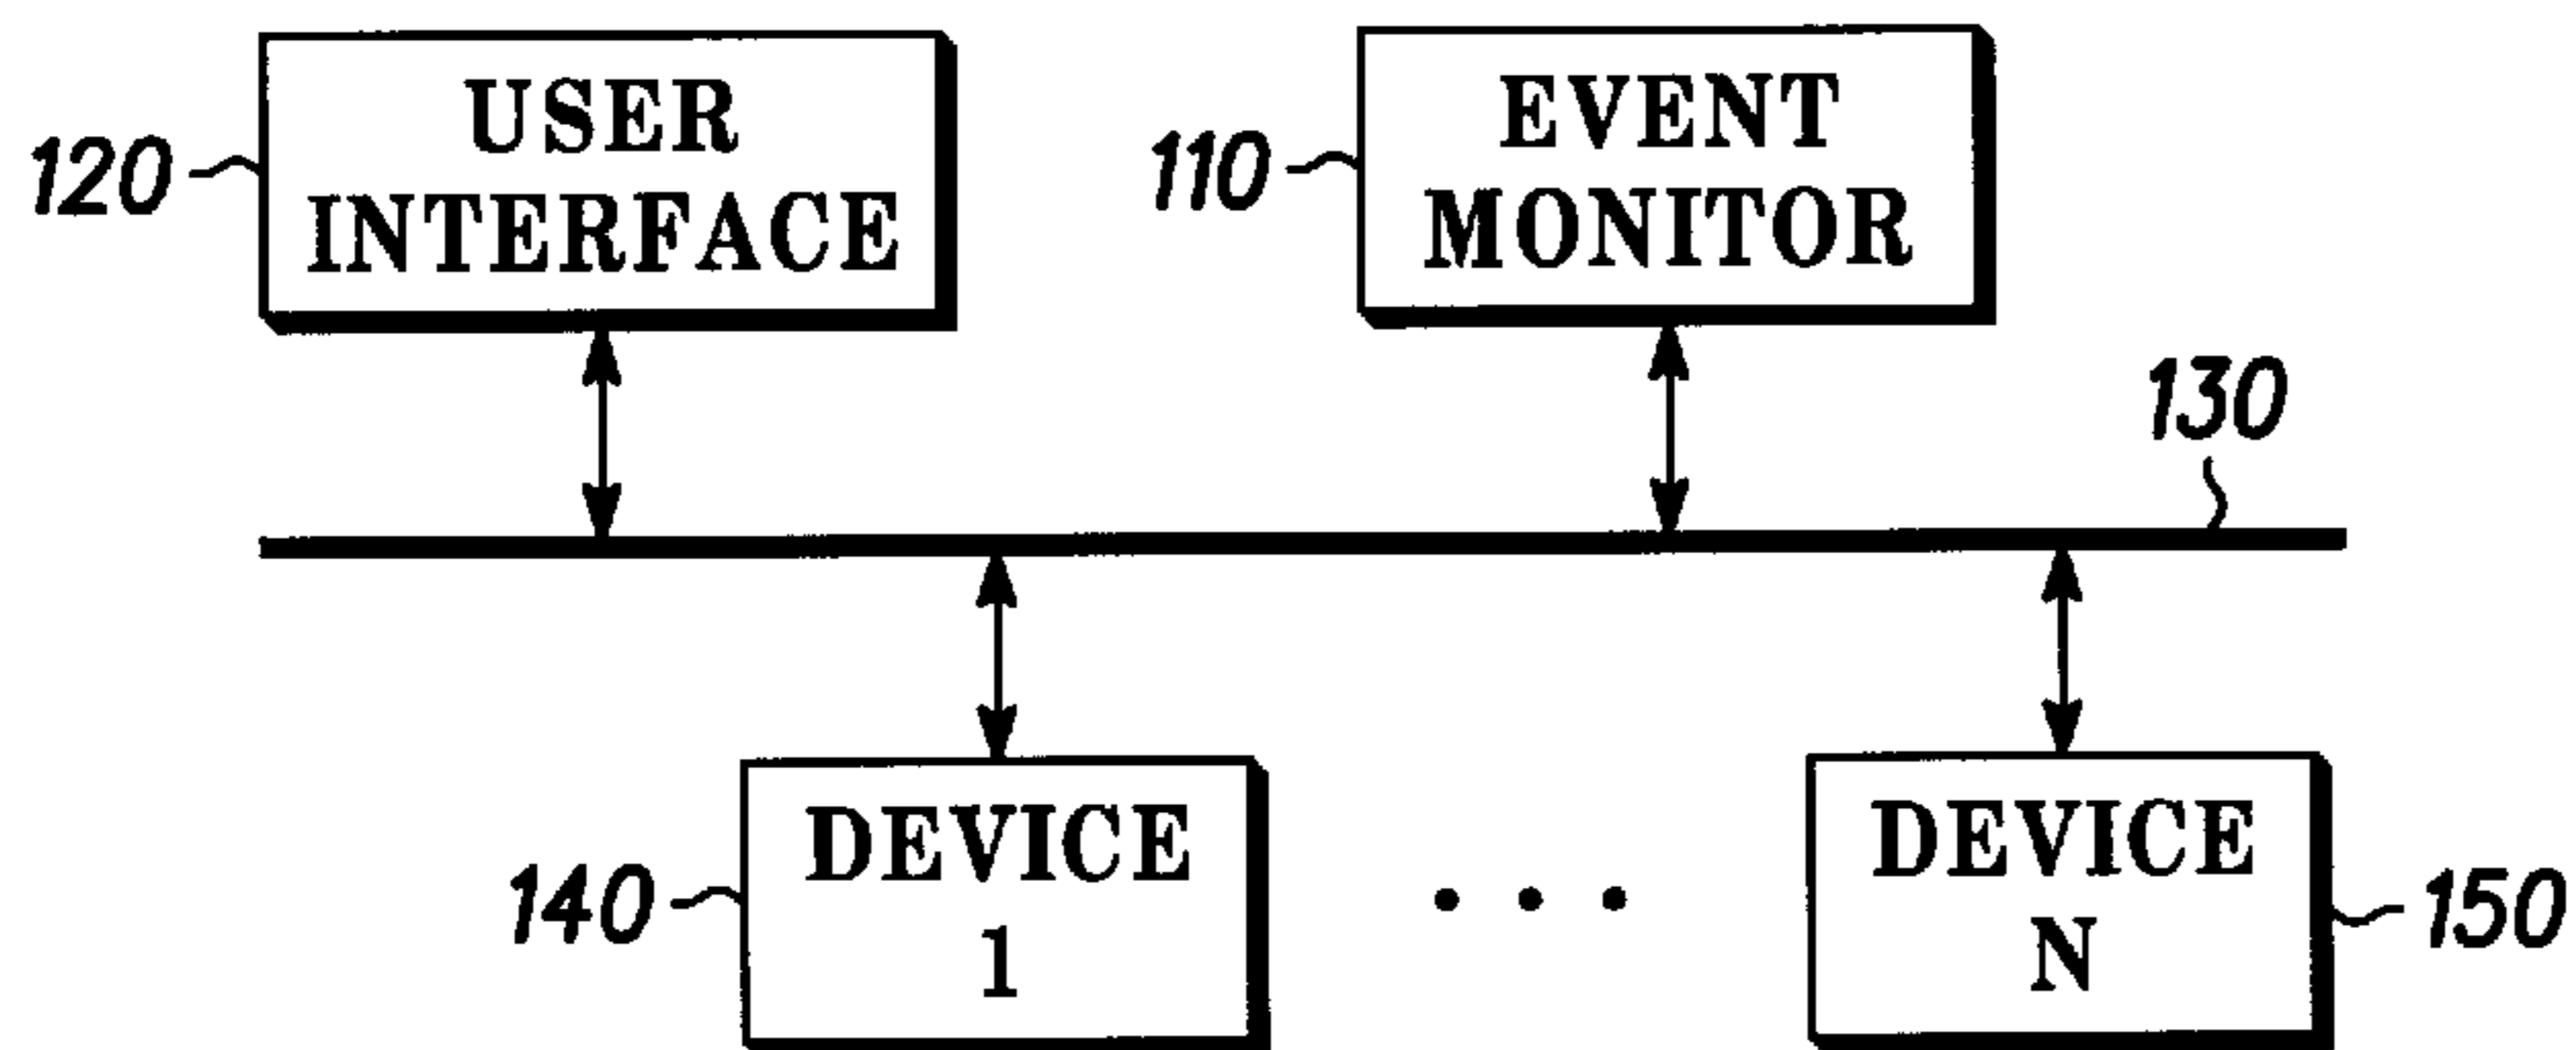 120
USER
INTERFACE
110
EVENT
MONITOR
130
140
DEVICE
1
• • •
DEVICE
N
150